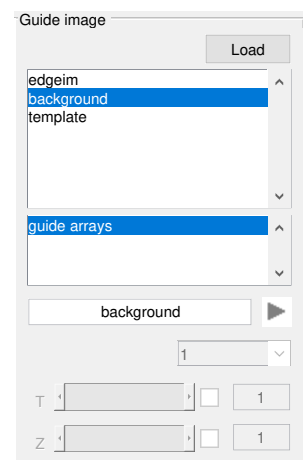 Guide image
Load
edgeim
background
template
guide arrays
background
1
T 1
Z 1